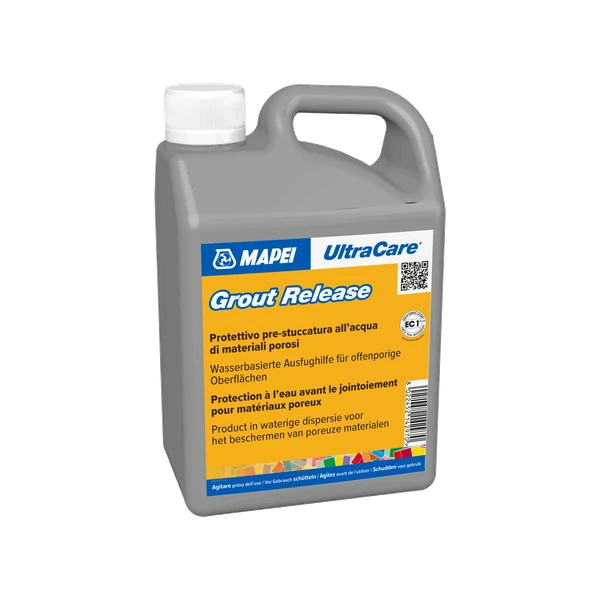 MAPEI
UltraCare®
Grout Release
EC1
Protettivo pre-stuccatura all'acqua
di materiali porosi
Wasserbasierte Ausfughilfe für offenporige
Oberflächen
Protection à l'eau avant le jointoiement
pour matériaux poreux
Product in waterige dispersie voor
het beschermen van poreuze materialen
Agitare prima dell'uso / Vor Gebrauch schütteln / Agitez avant de l'utiliser / Schudden voor gebruik